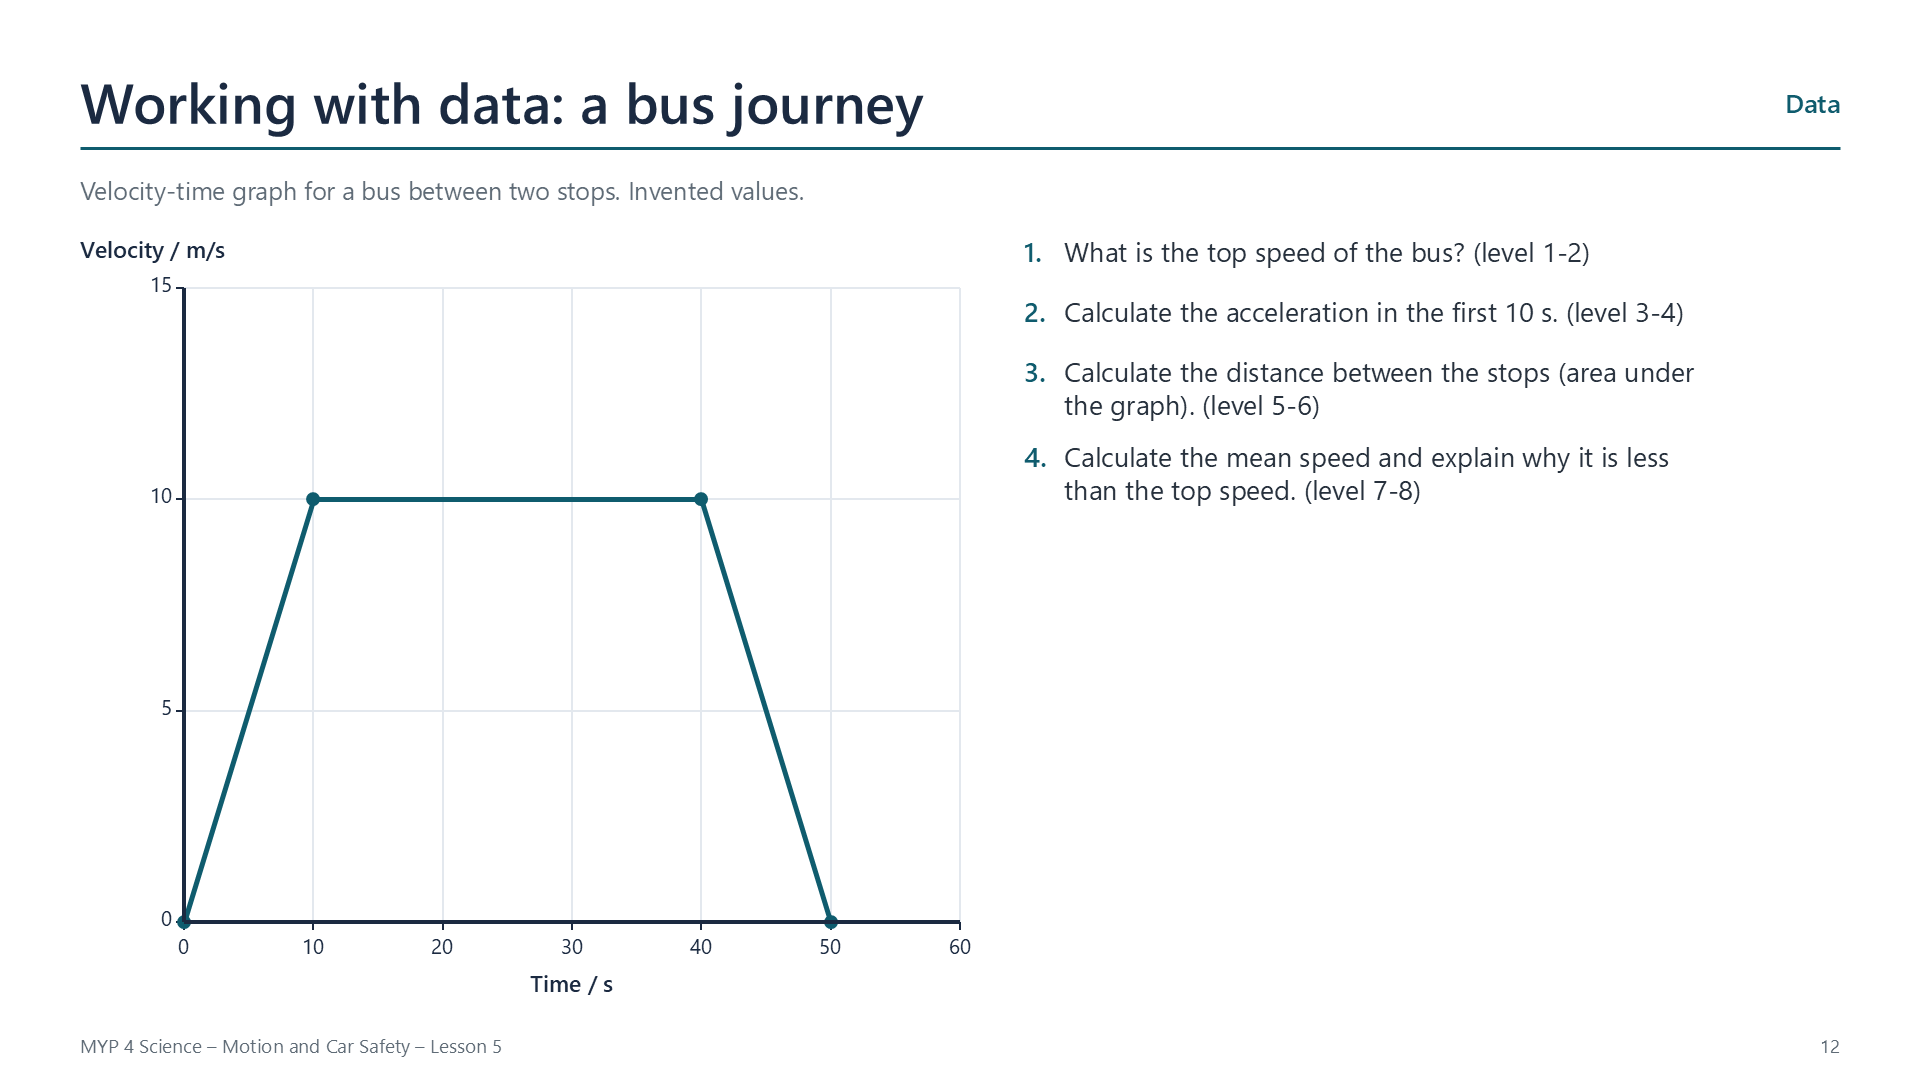 Working with data: a bus journey
Data
Velocity-time graph for a bus between two stops. Invented values.
Velocity / m/s
15
10
5
0
0 10 20 30 40 50 60
Time / s
1. What is the top speed of the bus? (level 1-2)
2. Calculate the acceleration in the first 10 s. (level 3-4)
3. Calculate the distance between the stops (area under
the graph). (level 5-6)
4. Calculate the mean speed and explain why it is less
than the top speed. (level 7-8)
MYP 4 Science – Motion and Car Safety – Lesson 5
12